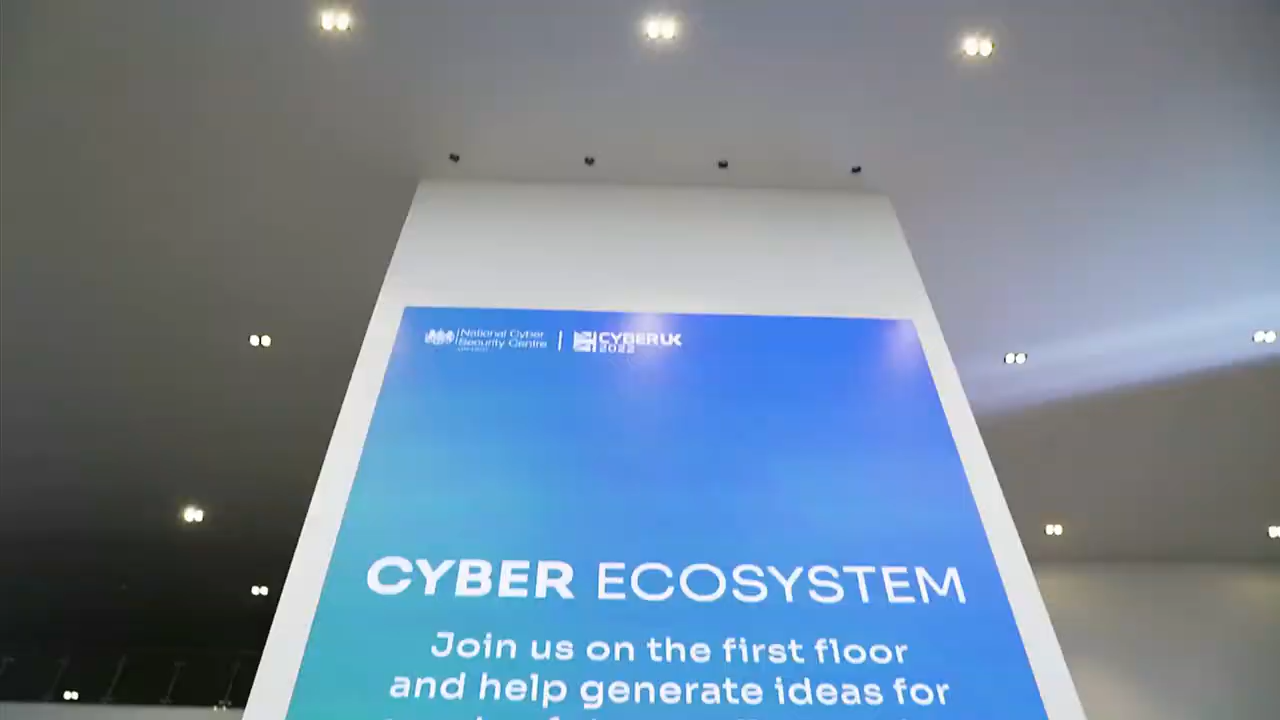 National Cyber
Security Centre
CYBERUK
2022
CYBER ECOSYSTEM
Join us on the first floor
and help generate ideas for